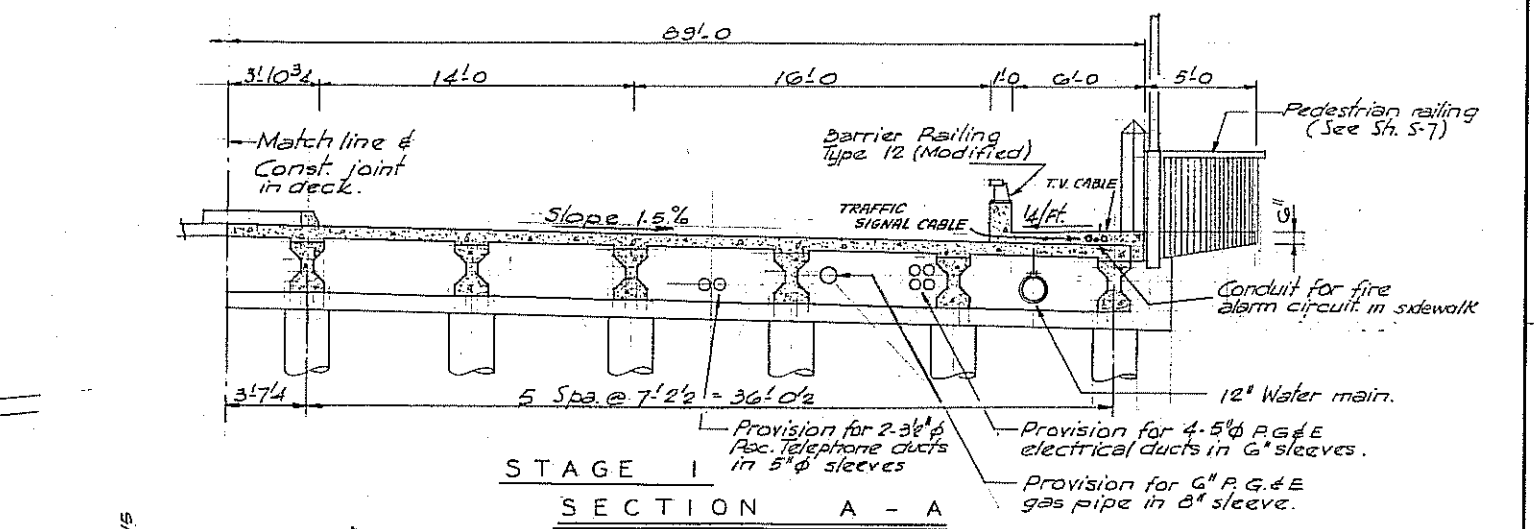 89'-0
3'-10¾ 14'-0 16'-0 1'-0 6'-0 5'-0
Match line &
Const. joint
in deck.
Barrier Railing
Type 12 (Modified)
Pedestrian railing
(See Sh. S-7)
T.V. CABLE
TRAFFIC
SIGNAL CABLE
¼/Ft.
Slope 1.5%
6"
Conduit for fire
alarm circuit in sidewalk
3'-7¼
5 Spa. @ 7'-2½ = 36'-0½
12" Water main.
Provision for 2-3½"⌀
Pac. Telephone ducts
in 5"⌀ sleeves
Provision for 4-5"⌀ P.G.& E
electrical ducts in 6" sleeves.
Provision for 6" P.G.& E
gas pipe in 8" sleeve.
STAGE 1
SECTION A - A